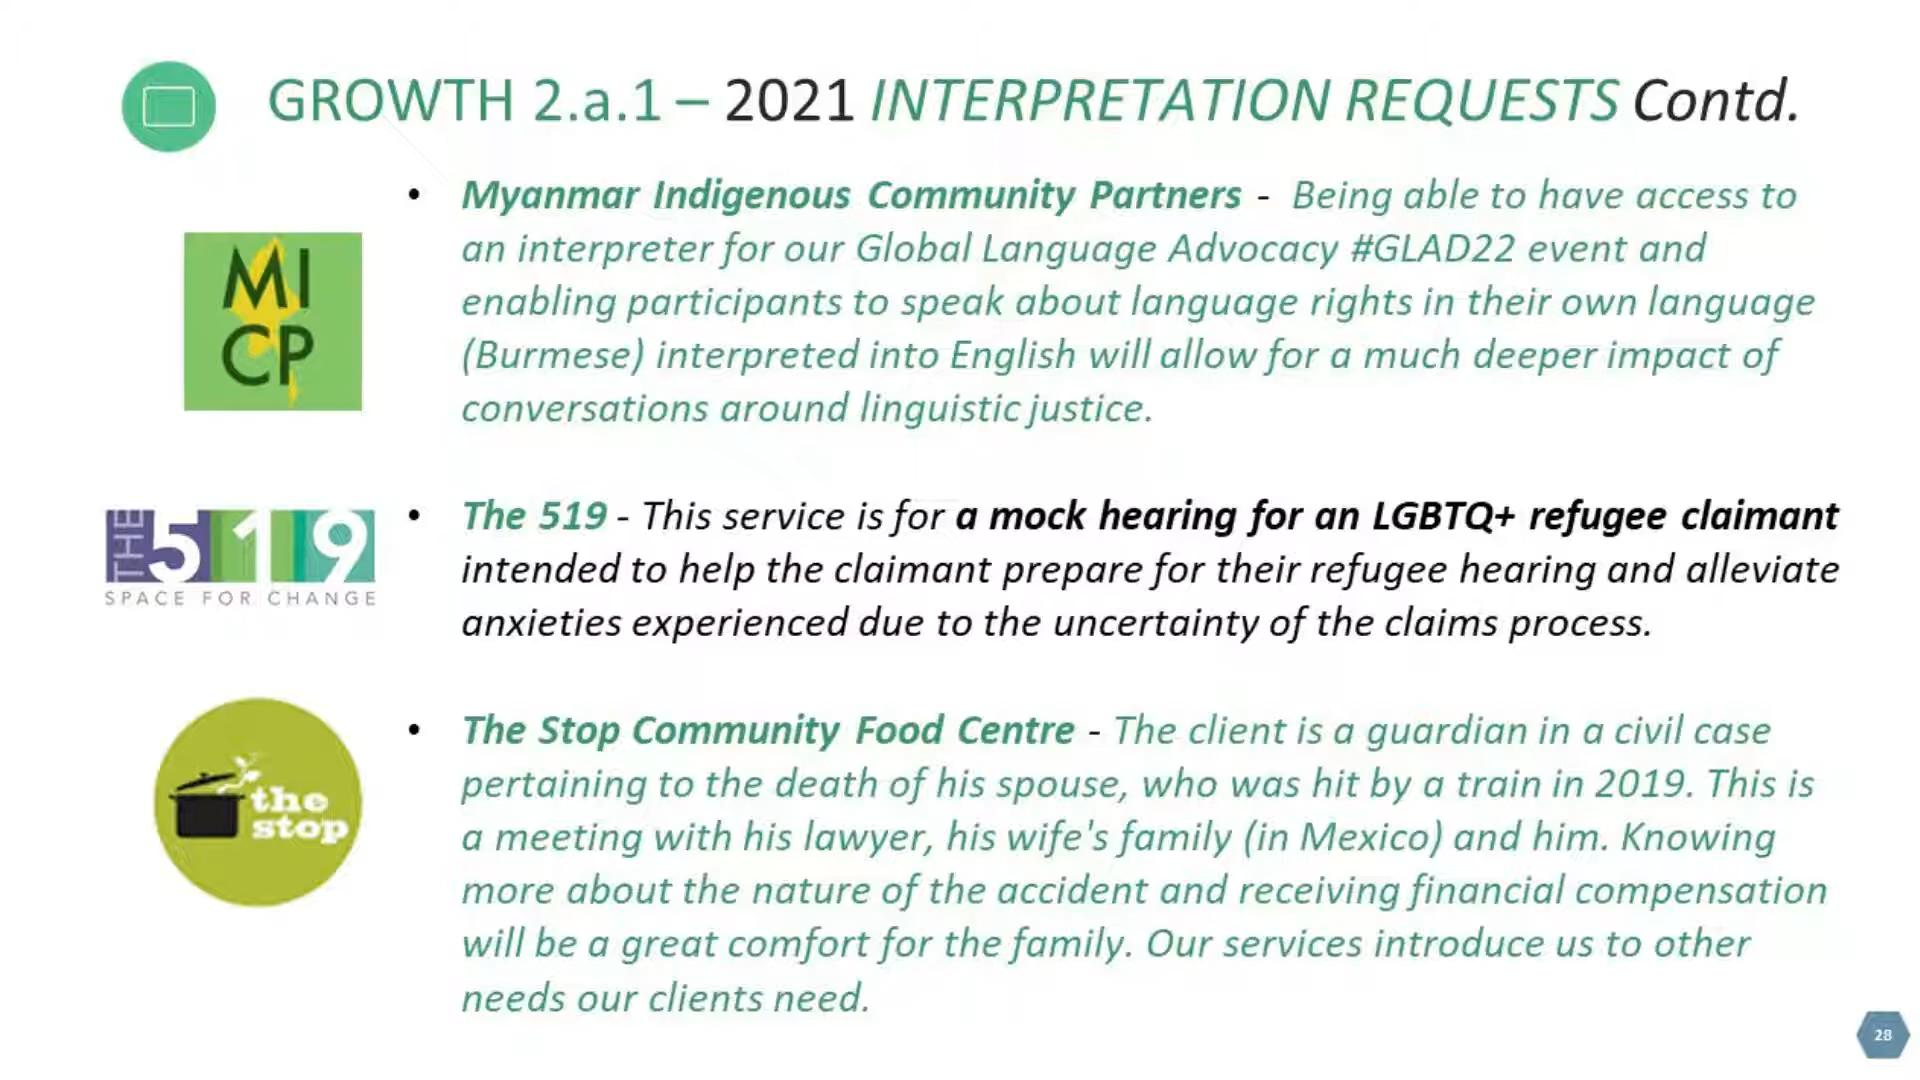 GROWTH 2.a.1 – 2021 INTERPRETATION REQUESTS Contd.
• Myanmar Indigenous Community Partners - Being able to have access to
an interpreter for our Global Language Advocacy #GLAD22 event and
enabling participants to speak about language rights in their own language
(Burmese) interpreted into English will allow for a much deeper impact of
conversations around linguistic justice.
MI
CP
• The 519 - This service is for a mock hearing for an LGBTQ+ refugee claimant
intended to help the claimant prepare for their refugee hearing and alleviate
anxieties experienced due to the uncertainty of the claims process.
THE 519
SPACE FOR CHANGE
• The Stop Community Food Centre - The client is a guardian in a civil case
pertaining to the death of his spouse, who was hit by a train in 2019. This is
a meeting with his lawyer, his wife's family (in Mexico) and him. Knowing
more about the nature of the accident and receiving financial compensation
will be a great comfort for the family. Our services introduce us to other
needs our clients need.
the
stop
28